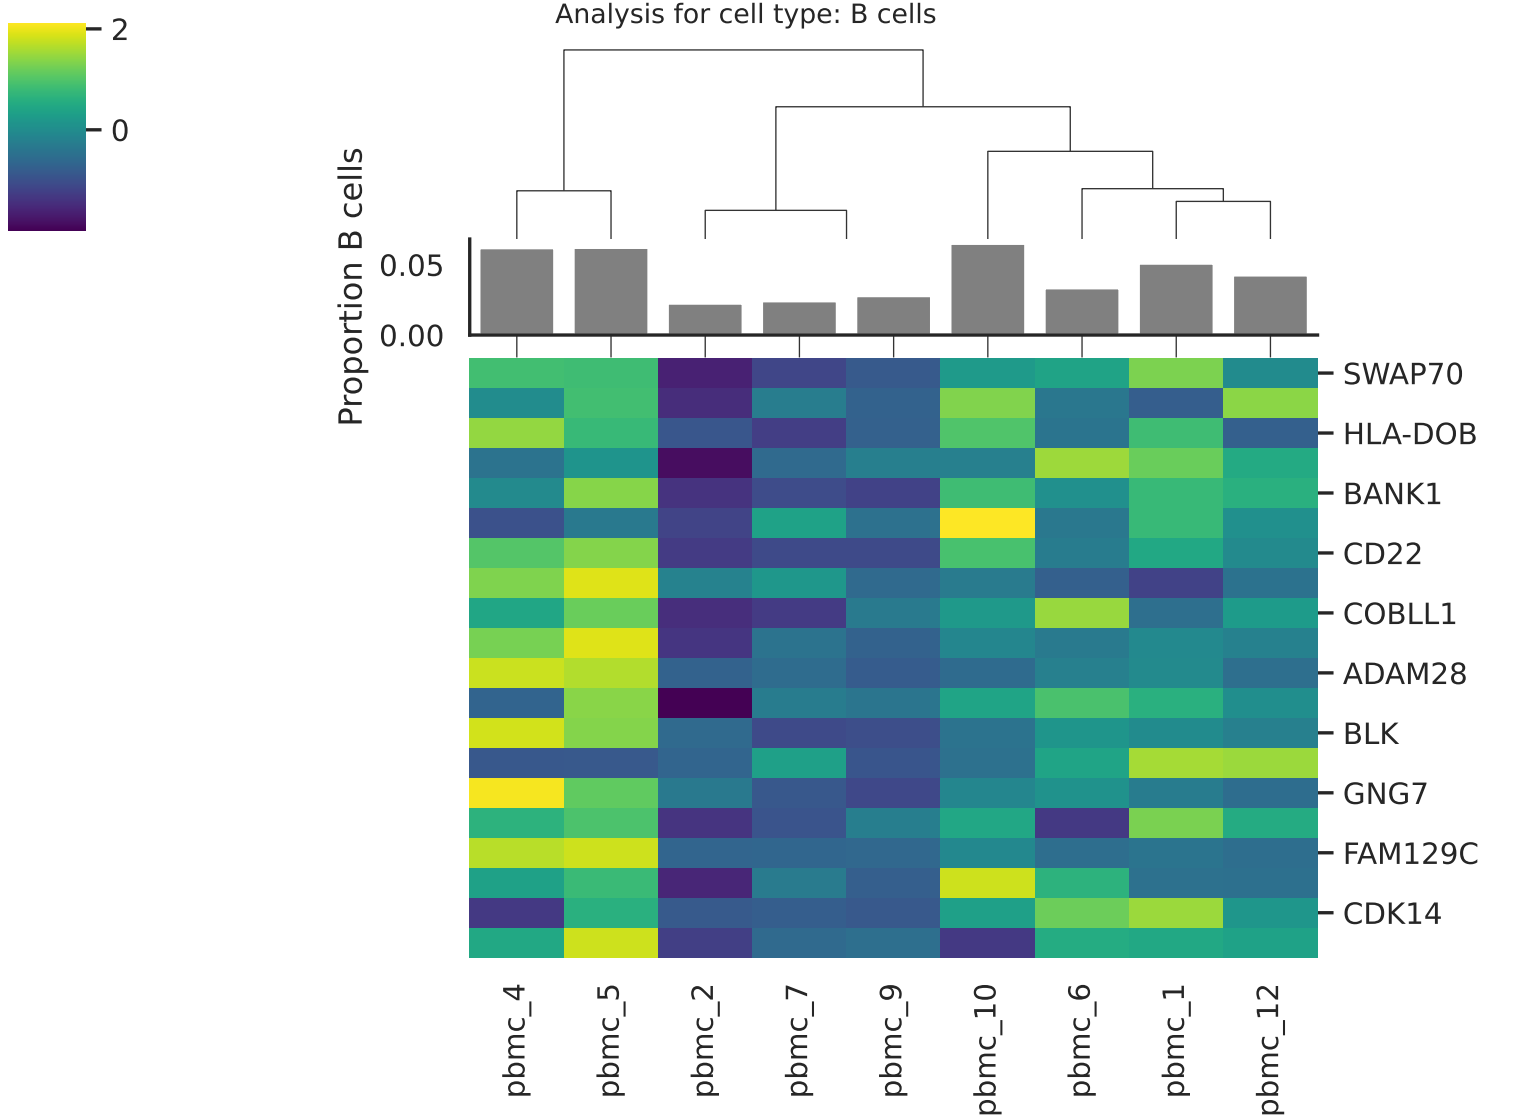 Analysis for cell type: B cells
2
0
Proportion B cells
0.05
0.00
SWAP70
HLA-DOB
BANK1
CD22
COBLL1
ADAM28
BLK
GNG7
FAM129C
CDK14
pbmc_4
pbmc_5
pbmc_2
pbmc_7
pbmc_9
pbmc_10
pbmc_6
pbmc_1
pbmc_12